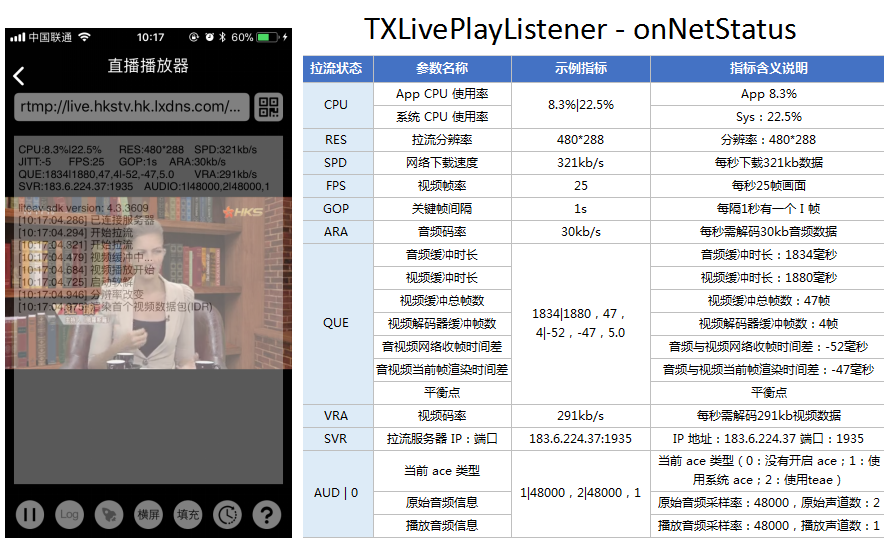 中国联通
10:17
60%
直播播放器
rtmp://live.hkstv.hk.lxdns.com/...
CPU:8.3%|22.5% RES:480*288 SPD:321kb/s
JITT:-5 FPS:25 GOP:1s ARA:30kb/s
QUE:1834|1880,47,4|-52,-47,5.0 VRA:291kb/s
SVR:183.6.224.37:1935 AUDIO:1|48000,2|48000,1
liteav sdk version: 4.3.3609
[10:17:04.286] 已连接服务器
[10:17:04.294] 开始拉流
[10:17:04.321] 开始拉流
[10:17:04.479] 视频缓冲中...
[10:17:04.684] 视频播放开始
[10:17:04.725] 启动软解
[10:17:04.946] 分辨率改变
[10:17:04.975] 渲染首个视频数据包(IDR)
HKS
Log
横屏
填充
?
TXLivePlayListener - onNetStatus
拉流状态 参数名称 示例指标 指标含义说明
CPU
App CPU 使用率
系统 CPU 使用率
8.3%|22.5%
App 8.3%
Sys：22.5%
RES 拉流分辨率 480*288 分辨率：480*288
SPD 网络下载速度 321kb/s 每秒下载321kb数据
FPS 视频帧率 25 每秒25帧画面
GOP 关键帧间隔 1s 每隔1秒有一个 I 帧
ARA 音频码率 30kb/s 每秒需解码30kb音频数据
QUE
音频缓冲时长
视频缓冲时长
视频缓冲总帧数
视频解码器缓冲帧数
音视频网络收帧时间差
音视频当前帧渲染时间差
平衡点
1834|1880，47，
4|-52，-47，5.0
音频缓冲时长：1834毫秒
视频缓冲时长：1880毫秒
视频缓冲总帧数：47帧
视频解码器缓冲帧数：4帧
音频与视频网络收帧时间差：-52毫秒
音频与视频当前帧渲染时间差：-47毫秒
平衡点
VRA 视频码率 291kb/s 每秒需解码291kb视频数据
SVR 拉流服务器 IP：端口 183.6.224.37:1935 IP 地址：183.6.224.37 端口：1935
AUD | 0
当前 ace 类型
原始音频信息
播放音频信息
1|48000，2|48000，1
当前 ace 类型（0：没有开启 ace；1：使
用系统 ace；2：使用teae）
原始音频采样率：48000，原始声道数：2
播放音频采样率：48000，播放声道数：1